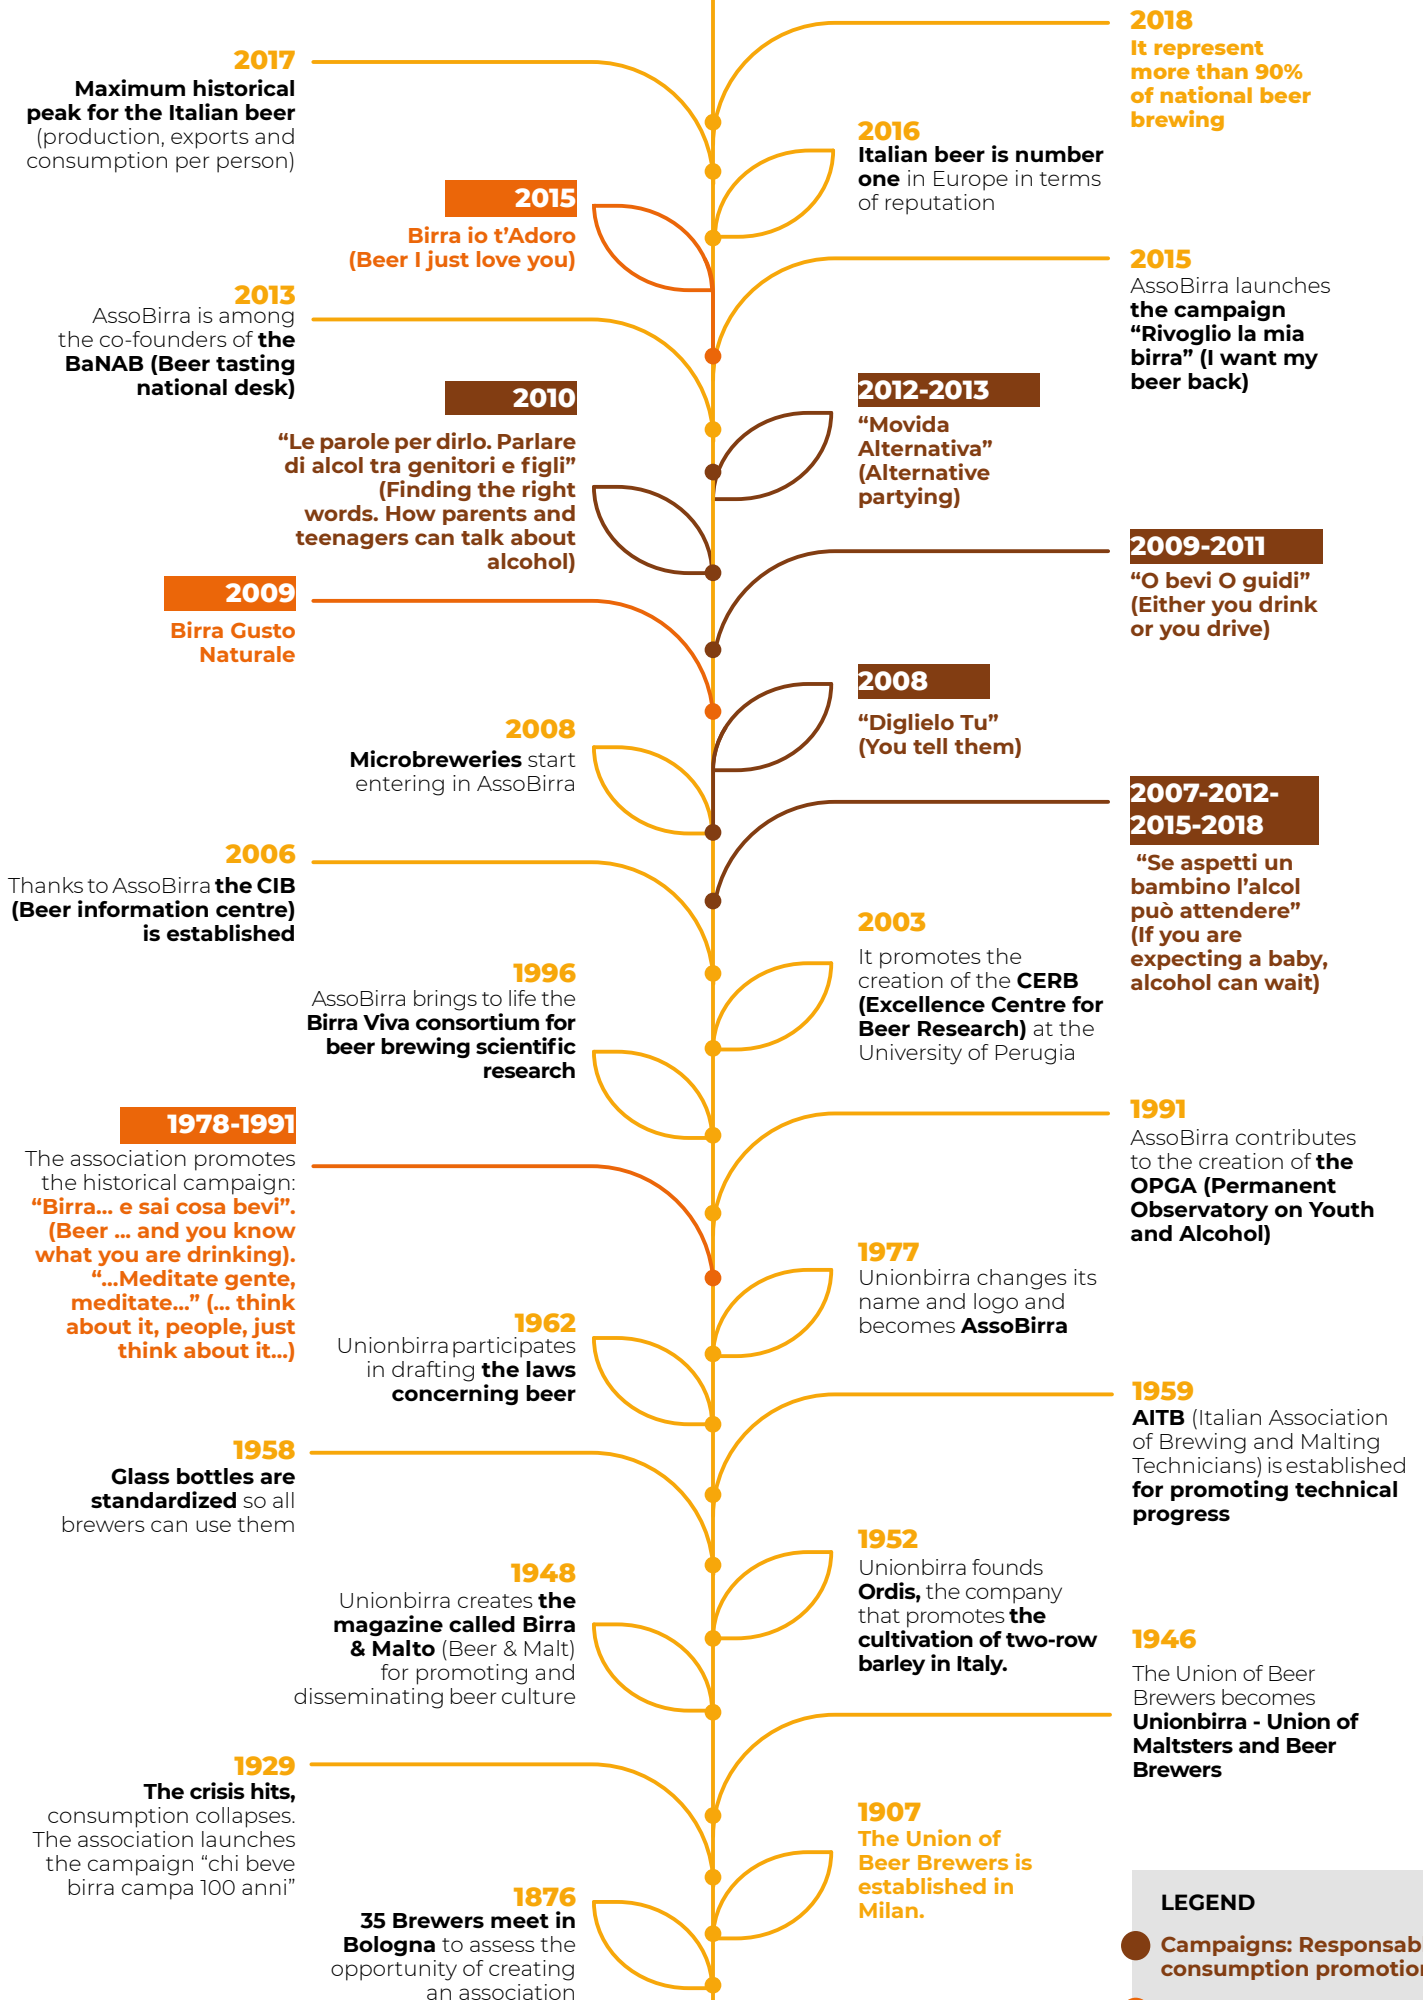 2018
It represent
more than 90%
of national beer
brewing
2017
Maximum historical
peak for the Italian beer
(production, exports and
consumption per person)
2016
Italian beer is number
one in Europe in terms
of reputation
2015
Birra io t’Adoro
(Beer I just love you)
2015
AssoBirra launches
the campaign
“Rivoglio la mia
birra” (I want my
beer back)
2013
AssoBirra is among
the co-founders of the
BaNAB (Beer tasting
national desk)
2012-2013
“Movida
Alternativa”
(Alternative
partying)
2010
“Le parole per dirlo. Parlare
di alcol tra genitori e figli”
(Finding the right
words. How parents and
teenagers can talk about
alcohol)
2009-2011
“O bevi O guidi”
(Either you drink
or you drive)
2009
Birra Gusto
Naturale
2008
“Diglielo Tu”
(You tell them)
2008
Microbreweries start
entering in AssoBirra
2007-2012-
2015-2018
“Se aspetti un
bambino l’alcol
può attendere”
(If you are
expecting a baby,
alcohol can wait)
2006
Thanks to AssoBirra the CIB
(Beer information centre)
is established
2003
It promotes the
creation of the CERB
(Excellence Centre for
Beer Research) at the
University of Perugia
1996
AssoBirra brings to life the
Birra Viva consortium for
beer brewing scientific
research
1991
AssoBirra contributes
to the creation of the
OPGA (Permanent
Observatory on Youth
and Alcohol)
1978-1991
The association promotes
the historical campaign:
“Birra... e sai cosa bevi”.
(Beer ... and you know
what you are drinking).
“...Meditate gente,
meditate...” (... think
about it, people, just
think about it...)
1977
Unionbirra changes its
name and logo and
becomes AssoBirra
1962
Unionbirra participates
in drafting the laws
concerning beer
1959
AITB (Italian Association
of Brewing and Malting
Technicians) is established
for promoting technical
progress
1958
Glass bottles are
standardized so all
brewers can use them
1952
Unionbirra founds
Ordis, the company
that promotes the
cultivation of two-row
barley in Italy.
1948
Unionbirra creates the
magazine called Birra
& Malto (Beer & Malt)
for promoting and
disseminating beer culture
1946
The Union of Beer
Brewers becomes
Unionbirra - Union of
Maltsters and Beer
Brewers
1929
The crisis hits,
consumption collapses.
The association launches
the campaign “chi beve
birra campa 100 anni”
1907
The Union of
Beer Brewers is
established in
Milan.
1876
35 Brewers meet in
Bologna to assess the
opportunity of creating
an association
LEGEND
Campaigns:
consumption